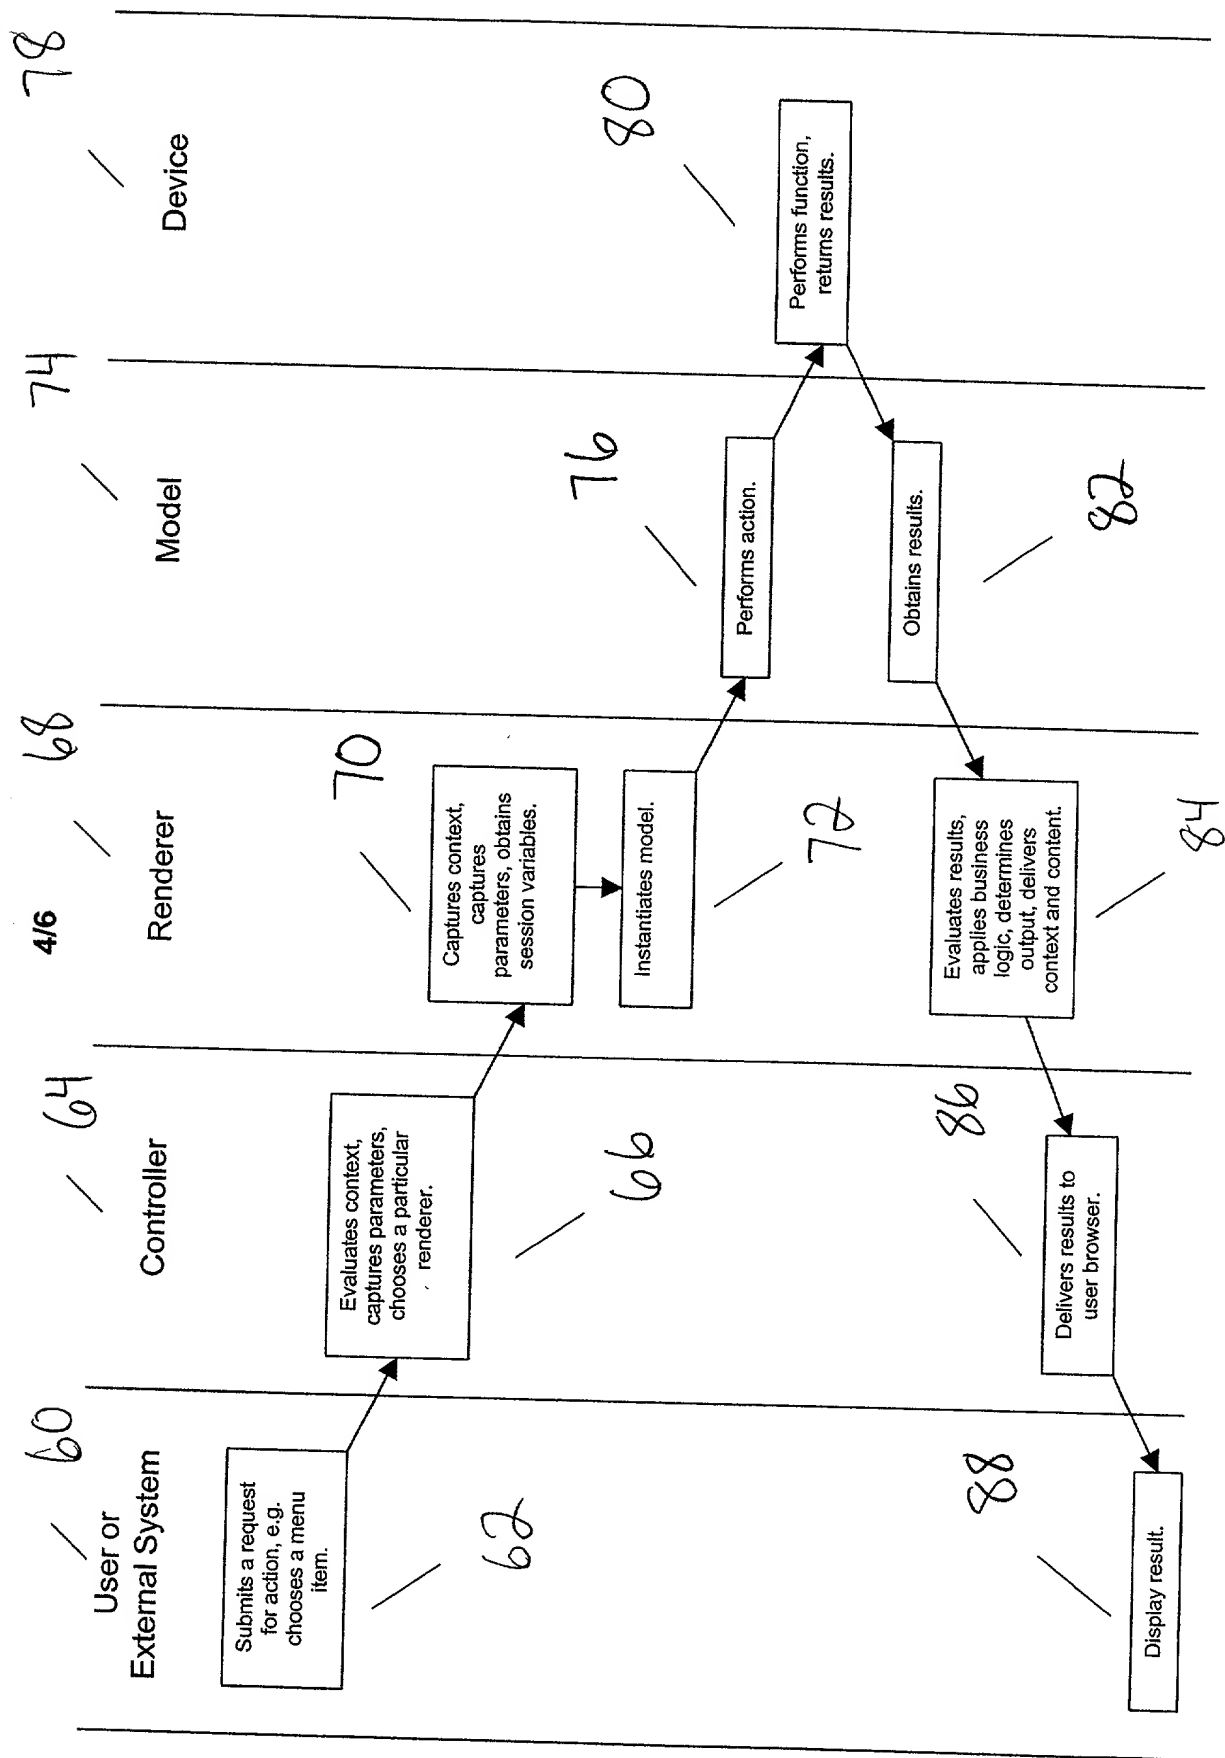 4/6
60
User or
External System
64
Controller
68
Renderer
74
Model
78
Device
Submits a request
for action, e.g.
chooses a menu
item.
62
Evaluates context,
captures parameters,
chooses a particular
renderer.
66
Captures context,
captures
parameters, obtains
session variables.
70
Instantiates model.
72
Performs action.
76
Performs function,
returns results.
80
Obtains results.
82
Evaluates results,
applies business
logic, determines
output, delivers
context and content.
84
Delivers results to
user browser.
86
Display result.
88